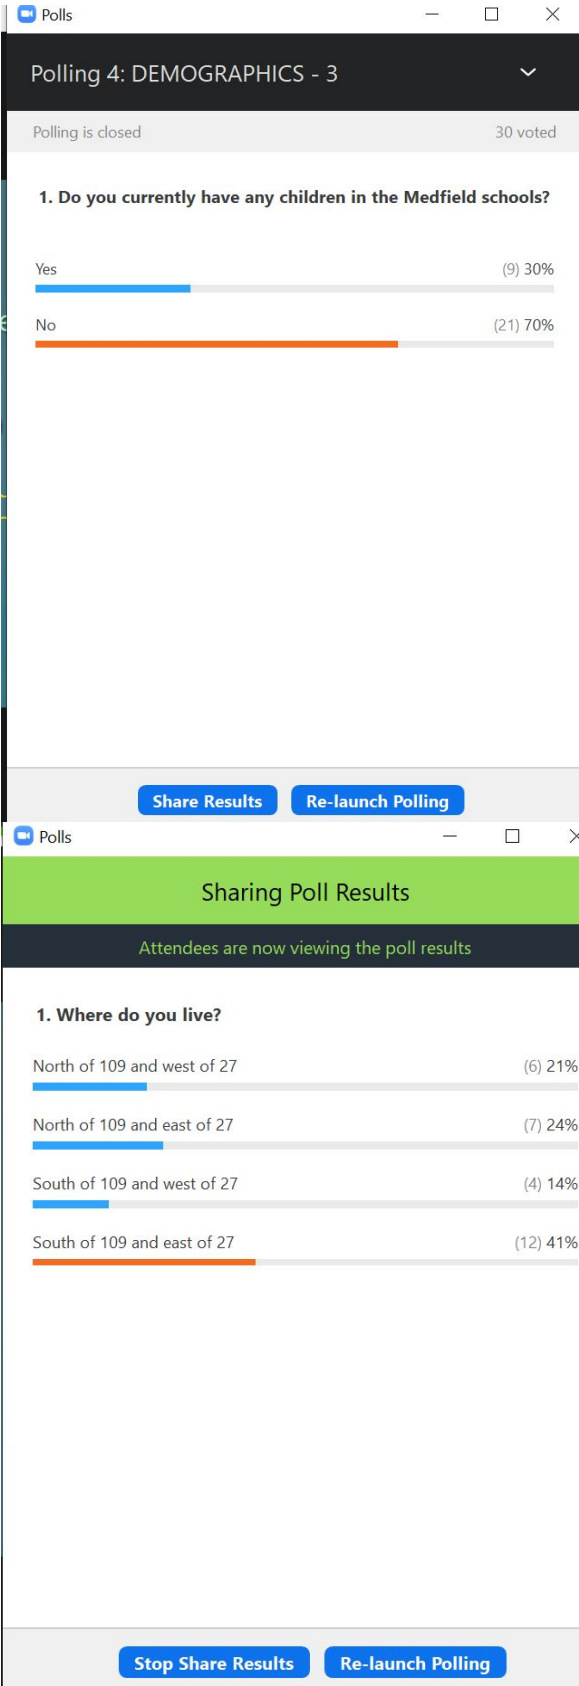 Polls
Polling 4: DEMOGRAPHICS - 3
Polling is closed 30 voted
1. Do you currently have any children in the Medfield schools?
Yes (9) 30%
No (21) 70%
Share Results Re-launch Polling
Polls
Sharing Poll Results
Attendees are now viewing the poll results
1. Where do you live?
North of 109 and west of 27 (6) 21%
North of 109 and east of 27 (7) 24%
South of 109 and west of 27 (4) 14%
South of 109 and east of 27 (12) 41%
Stop Share Results Re-launch Polling